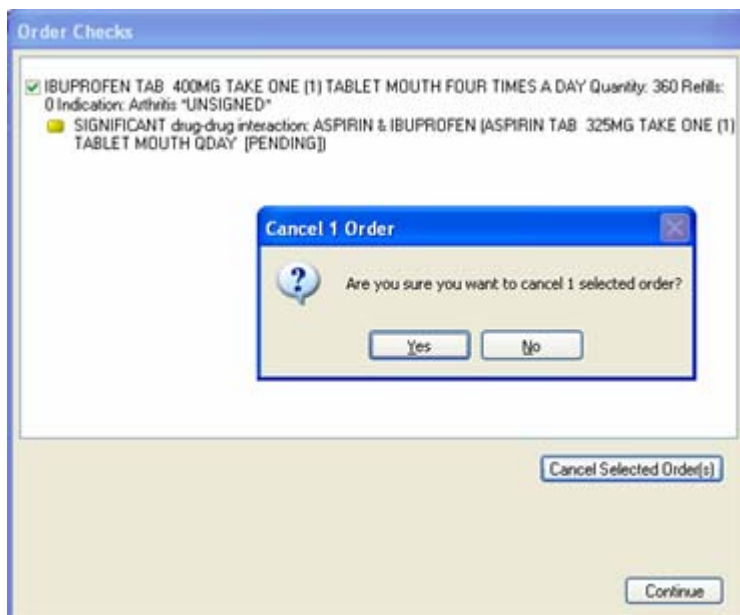 Order Checks
IBUPROFEN TAB 400MG TAKE ONE (1) TABLET MOUTH FOUR TIMES A DAY Quantity: 360 Refills:
0 Indication: Arthritis *UNSIGNED*
SIGNIFICANT drug-drug interaction: ASPIRIN & IBUPROFEN (ASPIRIN TAB 325MG TAKE ONE (1)
TABLET MOUTH QDAY [PENDING])
Cancel 1 Order
Are you sure you want to cancel 1 selected order?
Yes No
Cancel Selected Order(s)
Continue